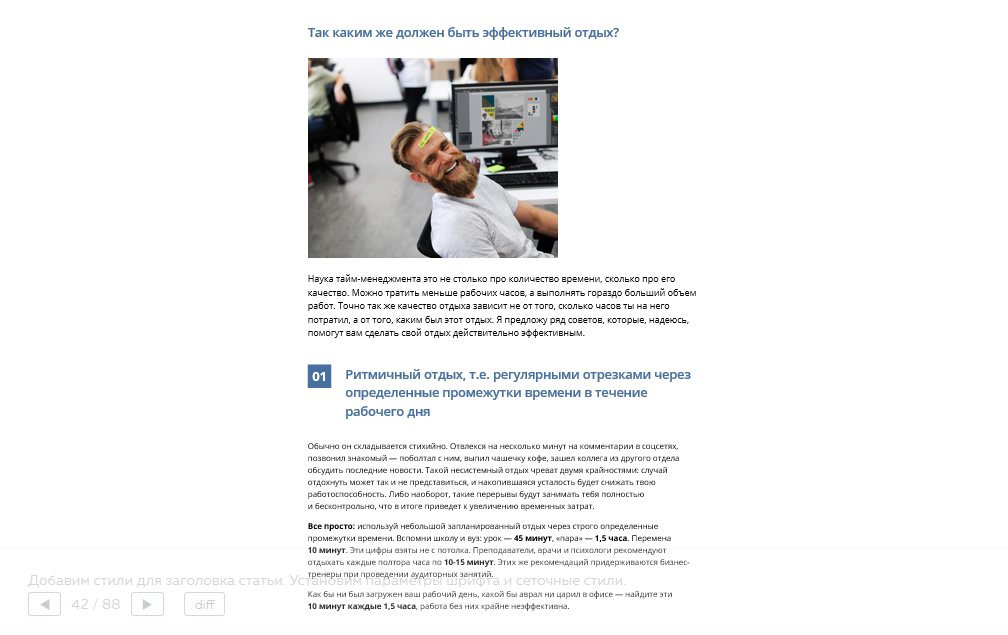 Так каким же должен быть эффективный отдых?
Наука тайм-менеджмента это не столько про количество времени, сколько про его
качество. Можно тратить меньше рабочих часов, а выполнять гораздо больший объем
работ. Точно так же качество отдыха зависит не от того, сколько часов ты на него
потратил, а от того, каким был этот отдых. Я предложу ряд советов, которые, надеюсь,
помогут вам сделать свой отдых действительно эффективным.
01 Ритмичный отдых, т.е. регулярными отрезками через
определенные промежутки времени в течение
рабочего дня
Обычно он складывается стихийно. Отвлекся на несколько минут на комментарии в соцсетях,
позвонил знакомый — поболтал с ним, выпил чашечку кофе, зашел коллега из другого отдела
обсудить последние новости. Такой несистемный отдых чреват двумя крайностями: случай
отдохнуть может так и не представиться, и накопившаяся усталость будет снижать твою
работоспособность. Либо наоборот, такие перерывы будут занимать тебя полностью
и бесконтрольно, что в итоге приведет к увеличению временных затрат.
Все просто: используй небольшой запланированный отдых через строго определенные
промежутки времени. Вспомни школу и вуз: урок — 45 минут, «пара» — 1,5 часа. Перемена
10 минут. Эти цифры взяты не с потолка. Преподаватели, врачи и психологи рекомендуют
отдыхать каждые полтора часа по 10-15 минут. Этих же рекомендаций придерживаются бизнес-
тренеры при проведении аудиторных занятий.
Добавим стили для заголовка статьи. Установим параметры шрифта и сеточные стили.
Как бы ни был загружен ваш рабочий день, какой бы аврал ни царил в офисе — найдите эти
10 минут каждые 1,5 часа, работа без них крайне неэффективна.
42 / 88 diff